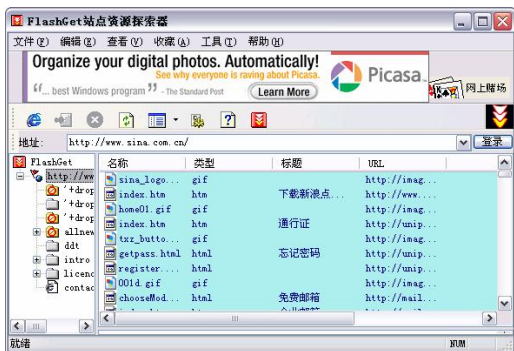 FlashGet站点资源探索器
文件(F) 编辑(E) 查看(V) 收藏(A) 工具(T) 帮助(H)
Organize your digital photos. Automatically!
See why everyone is raving about Picasa.
“... best Windows program” - The Standard Post
Learn More
Picasa
网上赌场
地址: http://www.sina.com.cn/ 登录
FlashGet
http://ww
'+drop
'+drop
'+drop
allnew
ddt
intro
licenc
contac
名称 类型 标题 URL
sina_logo... gif http://imag...
index.htm htm 下载新浪点... http://www....
home01.gif gif http://imag...
index.htm htm 通行证 http://unip...
txz_butto... gif http://imag...
getpass.html html 忘记密码 http://unip...
register.... html http://unip...
001d.gif gif http://imag...
chooseMod... html 免费邮箱 http://mail...
就绪 NUM